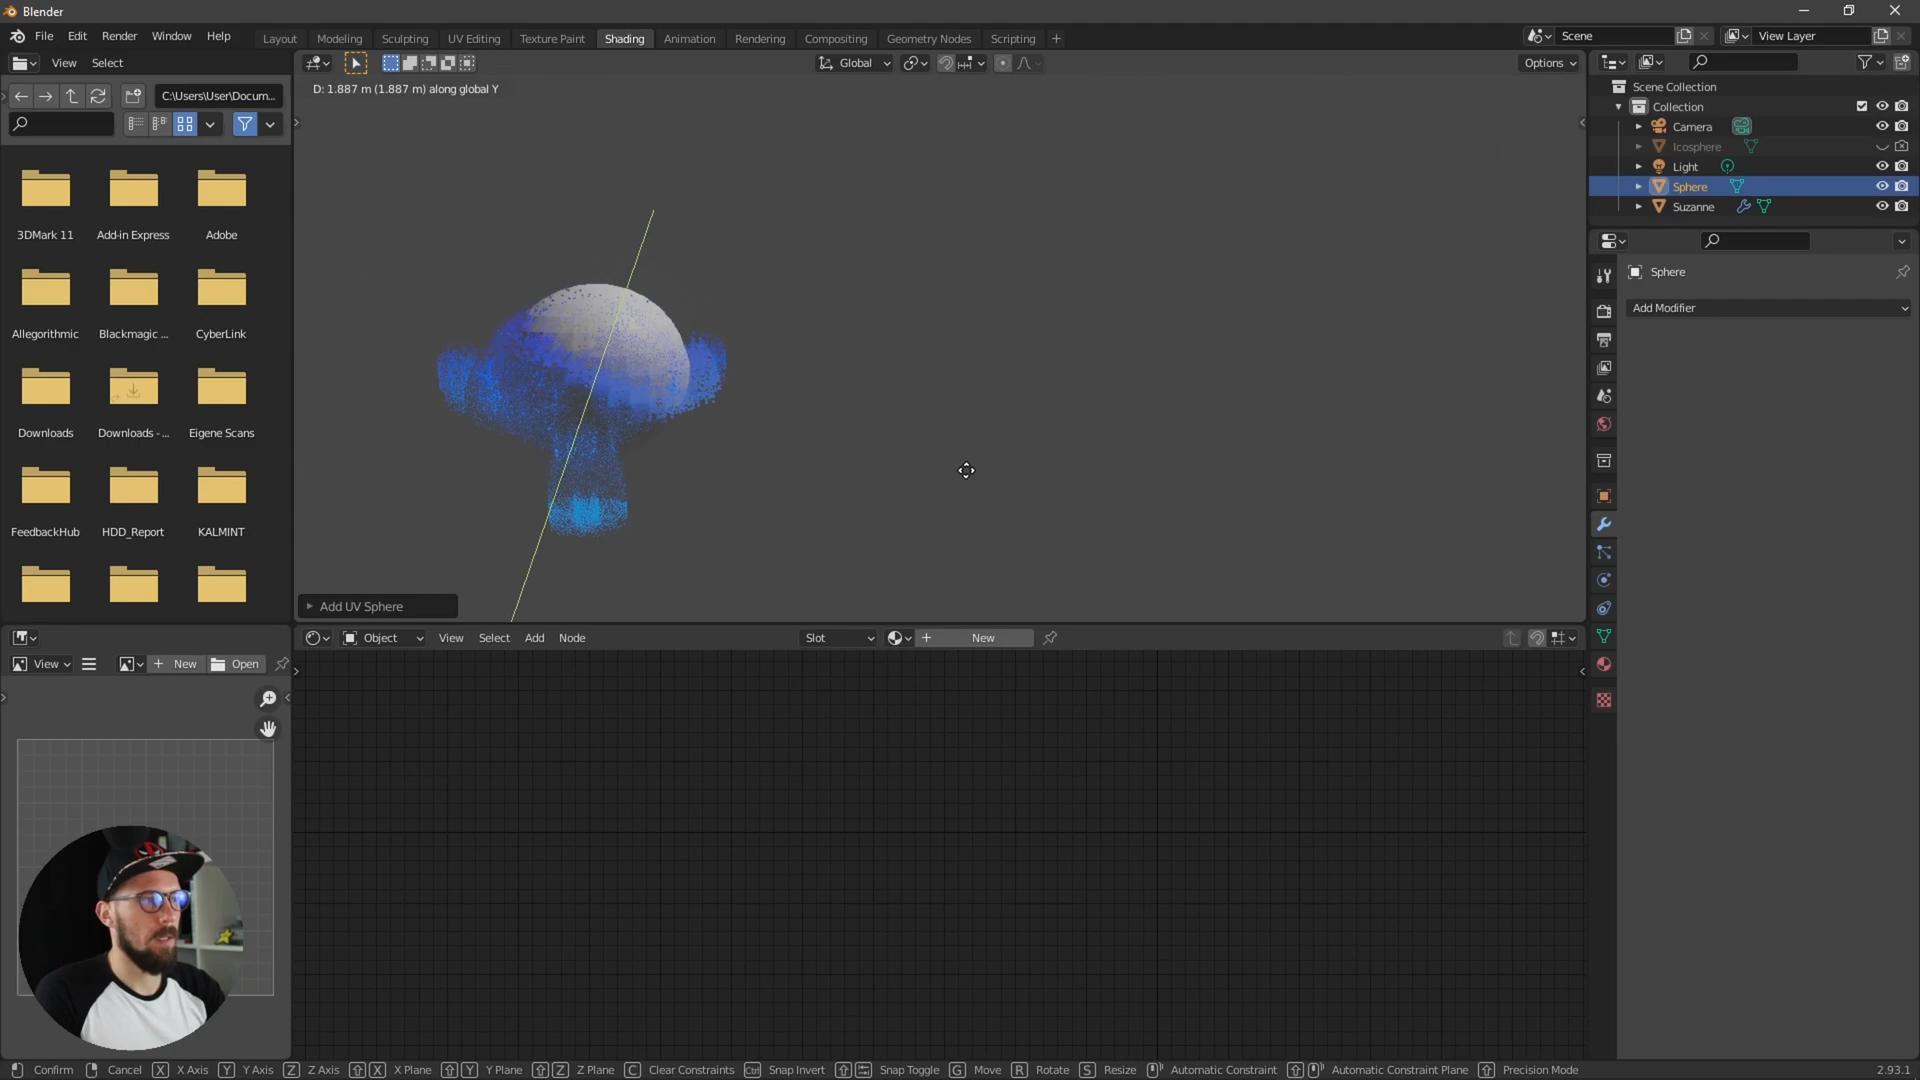 Blender
File Edit Render Window Help
Layout Modeling Sculpting UV Editing Texture Paint Shading Animation Rendering Compositing Geometry Nodes Scripting +
Scene
View Layer
View Select
Global
Options
C:\Users\User\Docum...
D: 1.887 m (1.887 m) along global Y
3DMark 11 Add-in Express Adobe
Allegorithmic Blackmagic ... CyberLink
Downloads Downloads -... Eigene Scans
FeedbackHub HDD_Report KALMINT
Add UV Sphere
Scene Collection
Collection
Camera
Icosphere
Light
Sphere
Suzanne
Sphere
Add Modifier
Object View Select Add Node
Slot
+ New
View
+ New Open
Confirm Cancel X X Axis Y Y Axis Z Z Axis X X Plane Y Y Plane Z Z Plane C Clear Constraints Ctrl Snap Invert Snap Toggle G Move R Rotate S Resize Automatic Constraint Automatic Constraint Plane Precision Mode
2.93.1